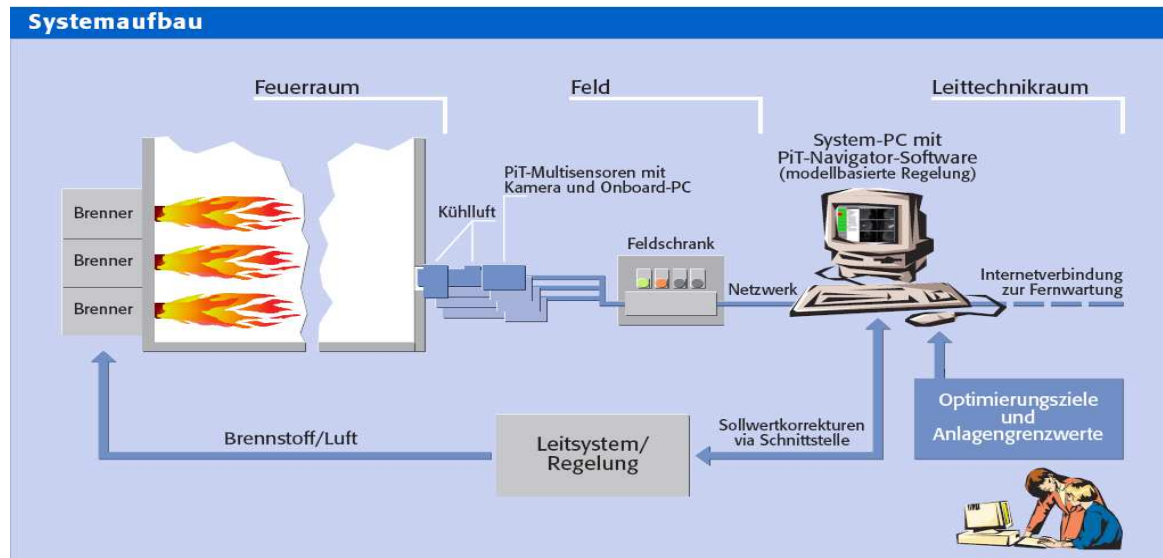 Systemaufbau
Feuerraum
Feld
Leittechnikraum
System-PC mit
PiT-Navigator-Software
(modellbasierte Regelung)
PiT-Multisensoren mit
Kamera und Onboard-PC
Kühlluft
Brenner
Brenner
Brenner
Feldschrank
Netzwerk
Internetverbindung
zur Fernwartung
Optimierungsziele
und
Anlagengrenzwerte
Brennstoff/Luft
Leitsystem/
Regelung
Sollwertkorrekturen
via Schnittstelle